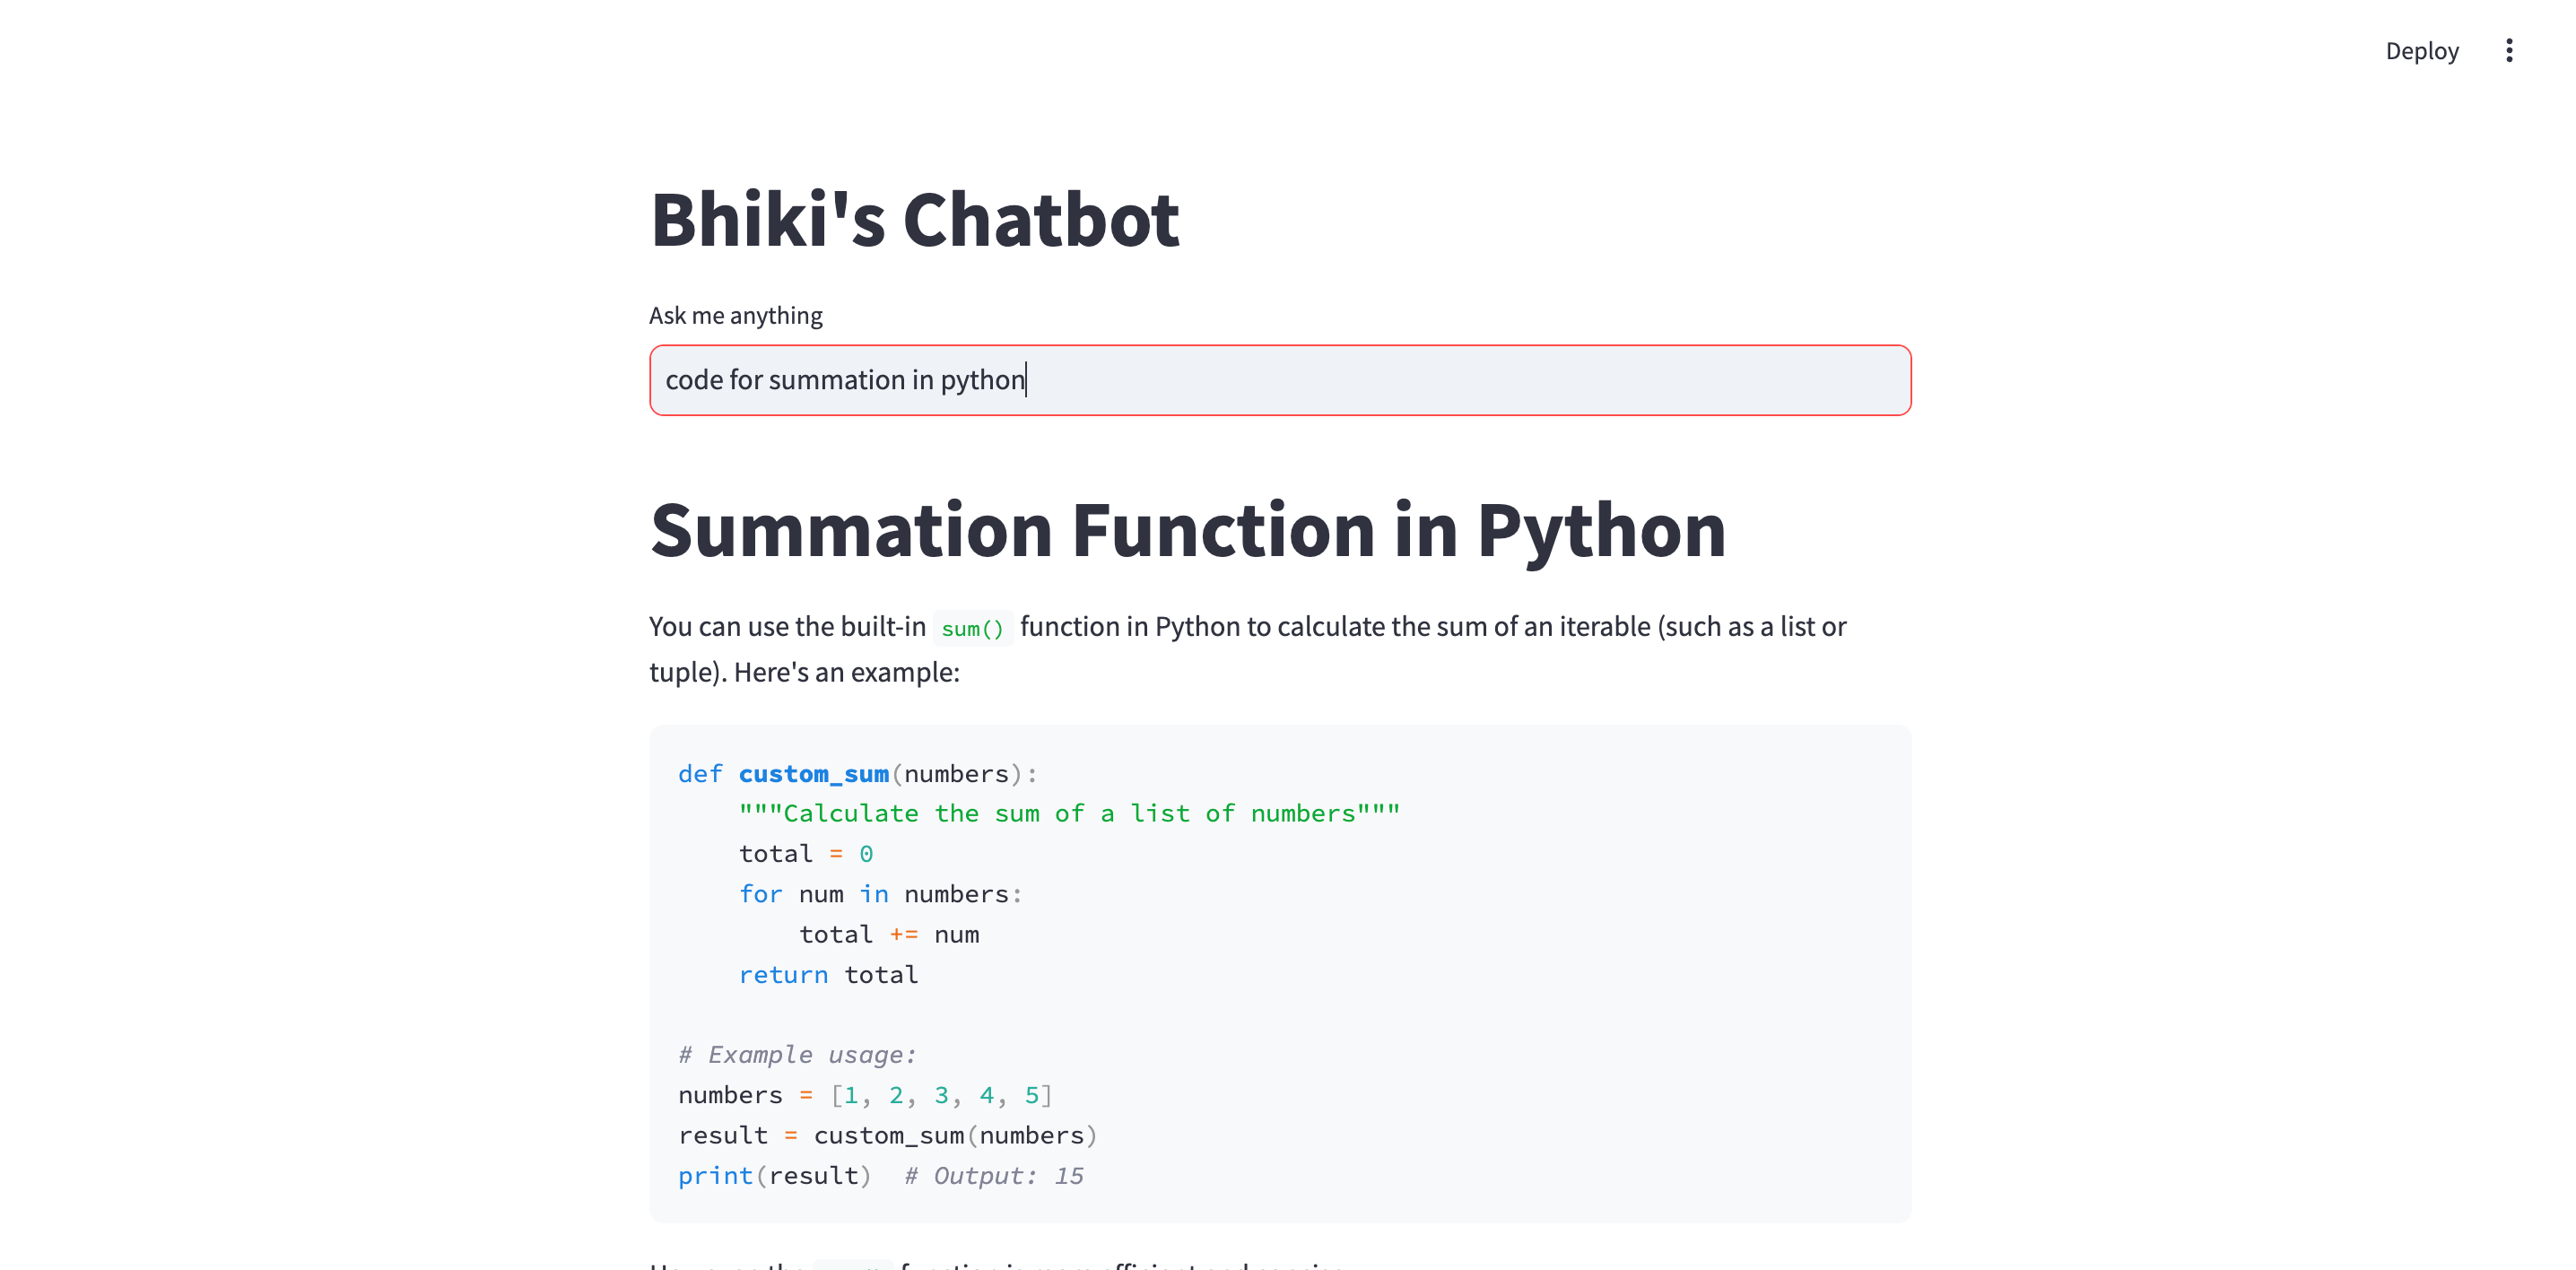 Deploy
Bhiki's Chatbot
Ask me anything
code for summation in python
Summation Function in Python
You can use the built-in sum() function in Python to calculate the sum of an iterable (such as a list or
tuple). Here's an example:
def custom_sum(numbers):
    """Calculate the sum of a list of numbers"""
    total = 0
    for num in numbers:
        total += num
    return total
# Example usage:
numbers = [1, 2, 3, 4, 5]
result = custom_sum(numbers)
print(result)  # Output: 15